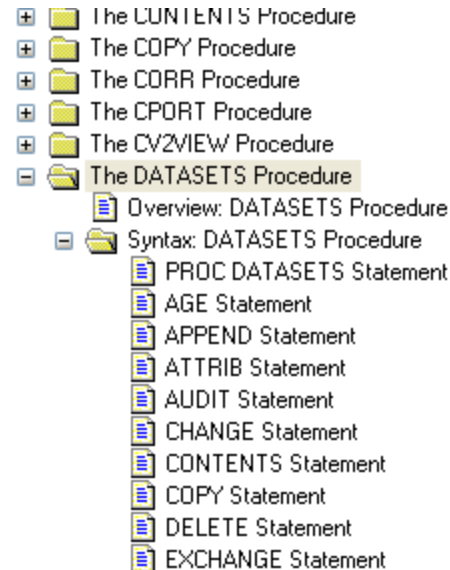 The CONTENTS Procedure
The COPY Procedure
The CORR Procedure
The CPORT Procedure
The CV2VIEW Procedure
The DATASETS Procedure
Overview: DATASETS Procedure
Syntax: DATASETS Procedure
PROC DATASETS Statement
AGE Statement
APPEND Statement
ATTRIB Statement
AUDIT Statement
CHANGE Statement
CONTENTS Statement
COPY Statement
DELETE Statement
EXCHANGE Statement